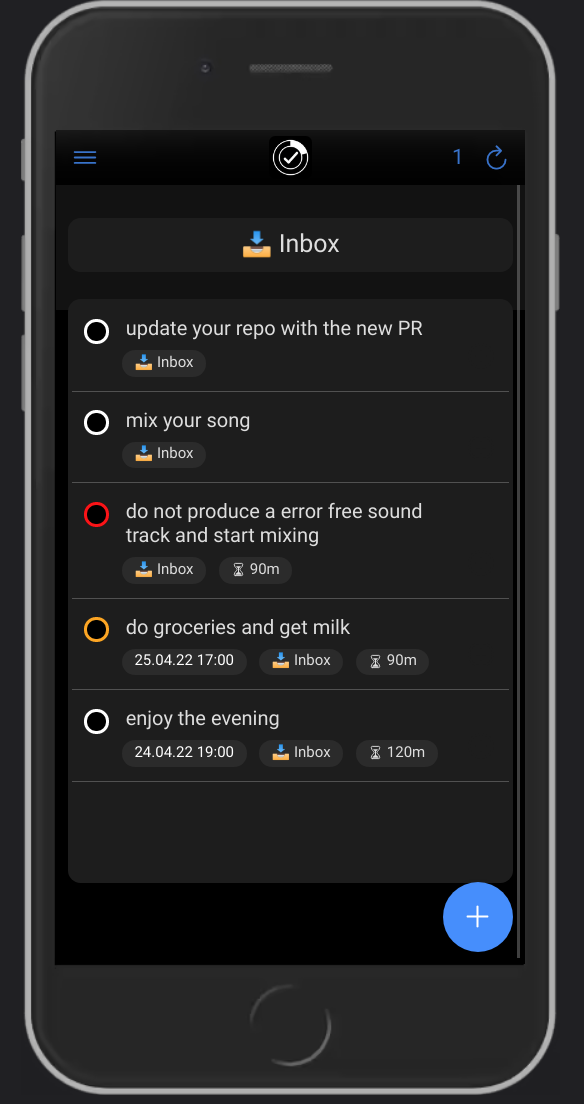 1
Inbox
update your repo with the new PR
Inbox
mix your song
Inbox
do not produce a error free sound
track and start mixing
Inbox 90m
do groceries and get milk
25.04.22 17:00 Inbox 90m
enjoy the evening
24.04.22 19:00 Inbox 120m